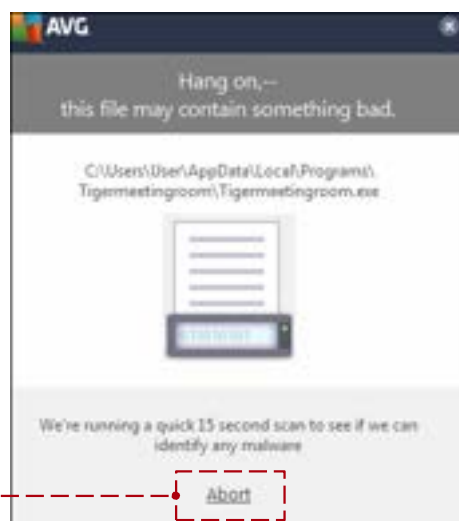 AVG
Hang on,--
this file may contain something bad.
C:\Users\User\AppData\Local\Programs\
Tigermeetingroom\Tigermeetingroom.exe
We're running a quick 15 second scan to see if we can
identify any malware
Abort